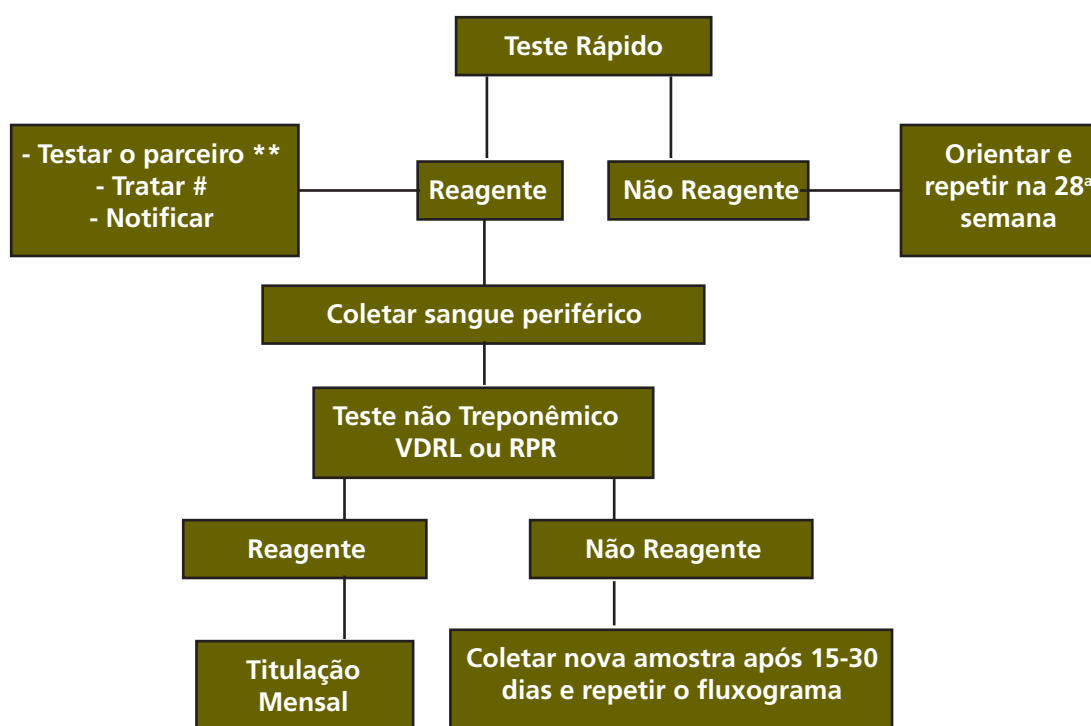 Teste Rápido
- Testar o parceiro **
- Tratar #
- Notificar
Reagente
Não Reagente
Orientar e
repetir na 28ª
semana
Coletar sangue periférico
Teste não Treponêmico
VDRL ou RPR
Reagente
Não Reagente
Titulação
Mensal
Coletar nova amostra após 15-30
dias e repetir o fluxograma